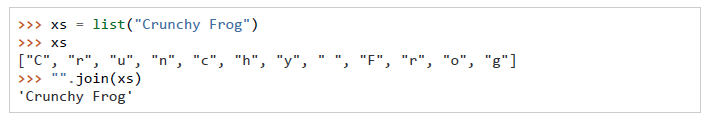 >>> xs = list("Crunchy Frog")
>>> xs
["C", "r", "u", "n", "c", "h", "y", " ", "F", "r", "o", "g"]
>>> "".join(xs)
'Crunchy Frog'